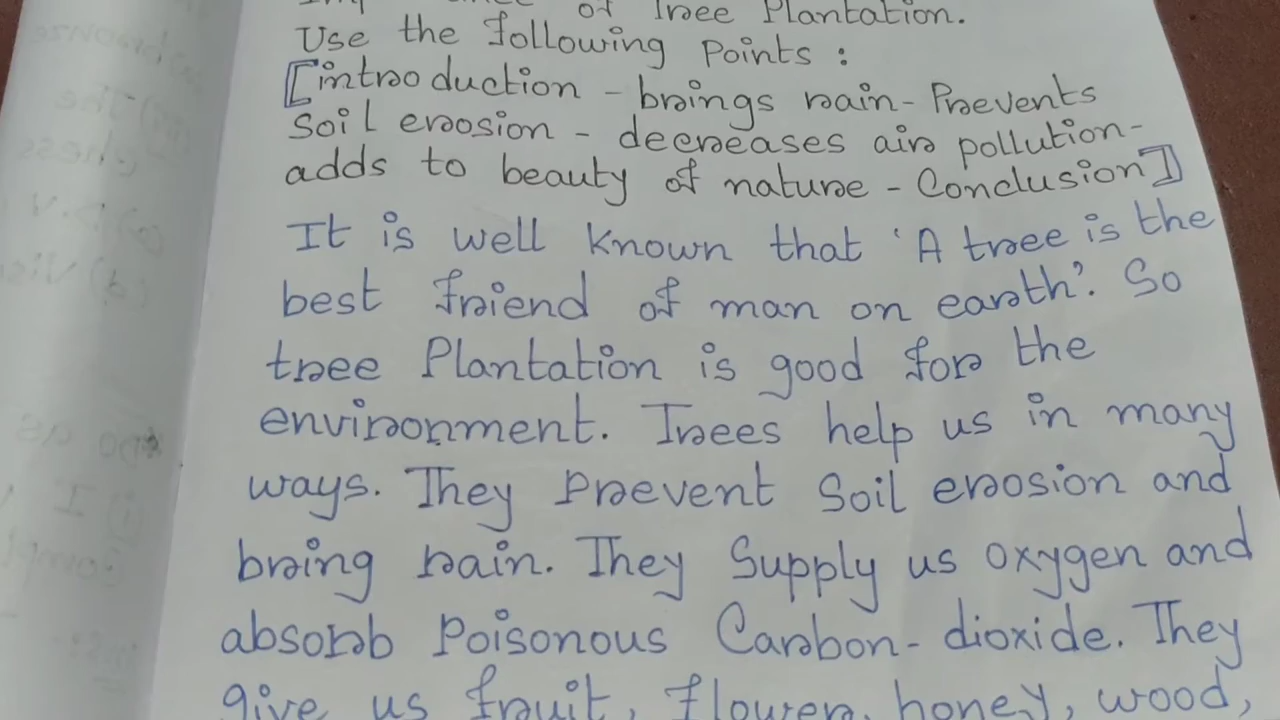 of Tree Plantation.
Use the following Points :
[introduction - brings rain- Prevents
Soil erosion - decreases air pollution-
adds to beauty of nature - Conclusion]
It is well known that 'A tree is the
best friend of man on earth'. So
tree Plantation is good for the
environment. Trees help us in many
ways. They Prevent Soil erosion and
bring rain. They Supply us oxygen and
absorb Poisonous Carbon-dioxide. They
give us fruit, flower, honey, wood,